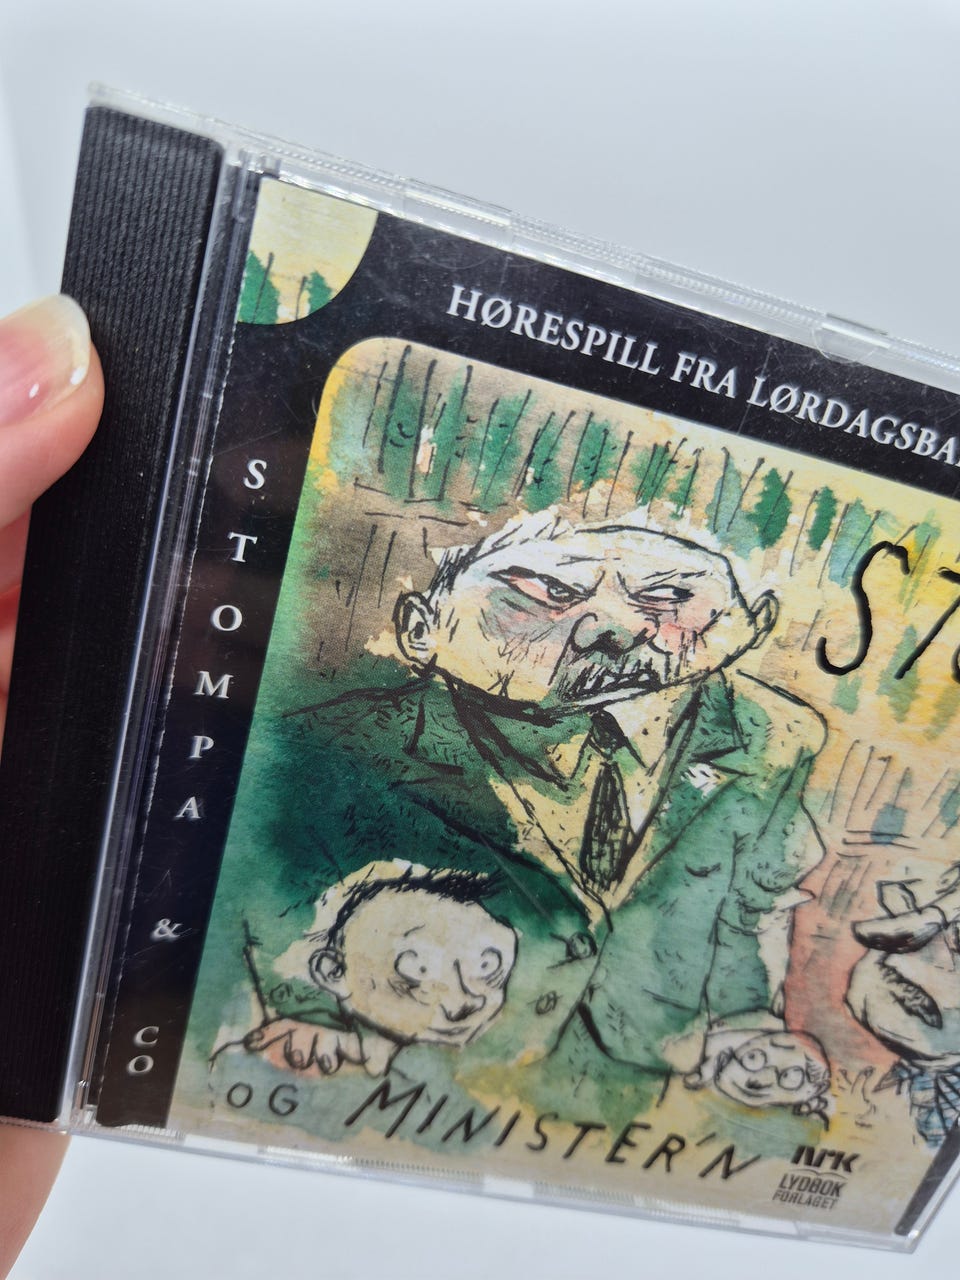 HØRESPILL FRA LØRDAGSBA
STOMPA & CO
ST
OG MINISTER'N
NRK
LYDBOK
FORLAGET